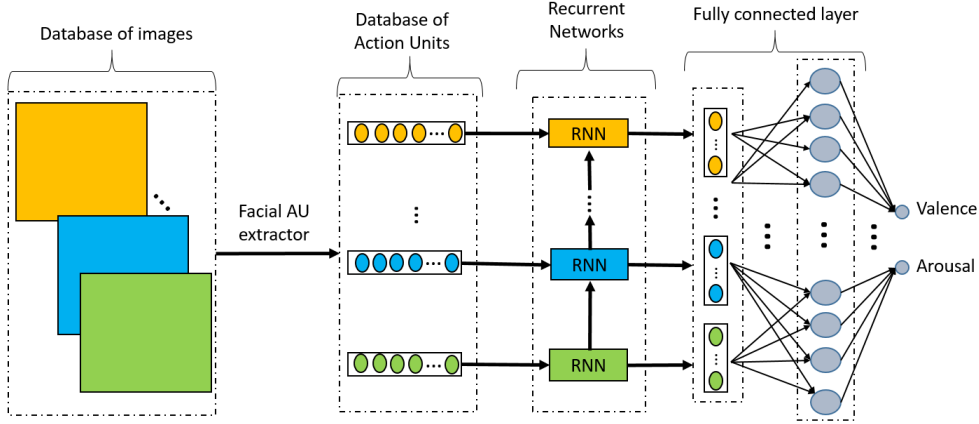 Database of images
Database of
Action Units
Recurrent
Networks
Fully connected layer
RNN
Facial AU
extractor
Valence
RNN
Arousal
RNN